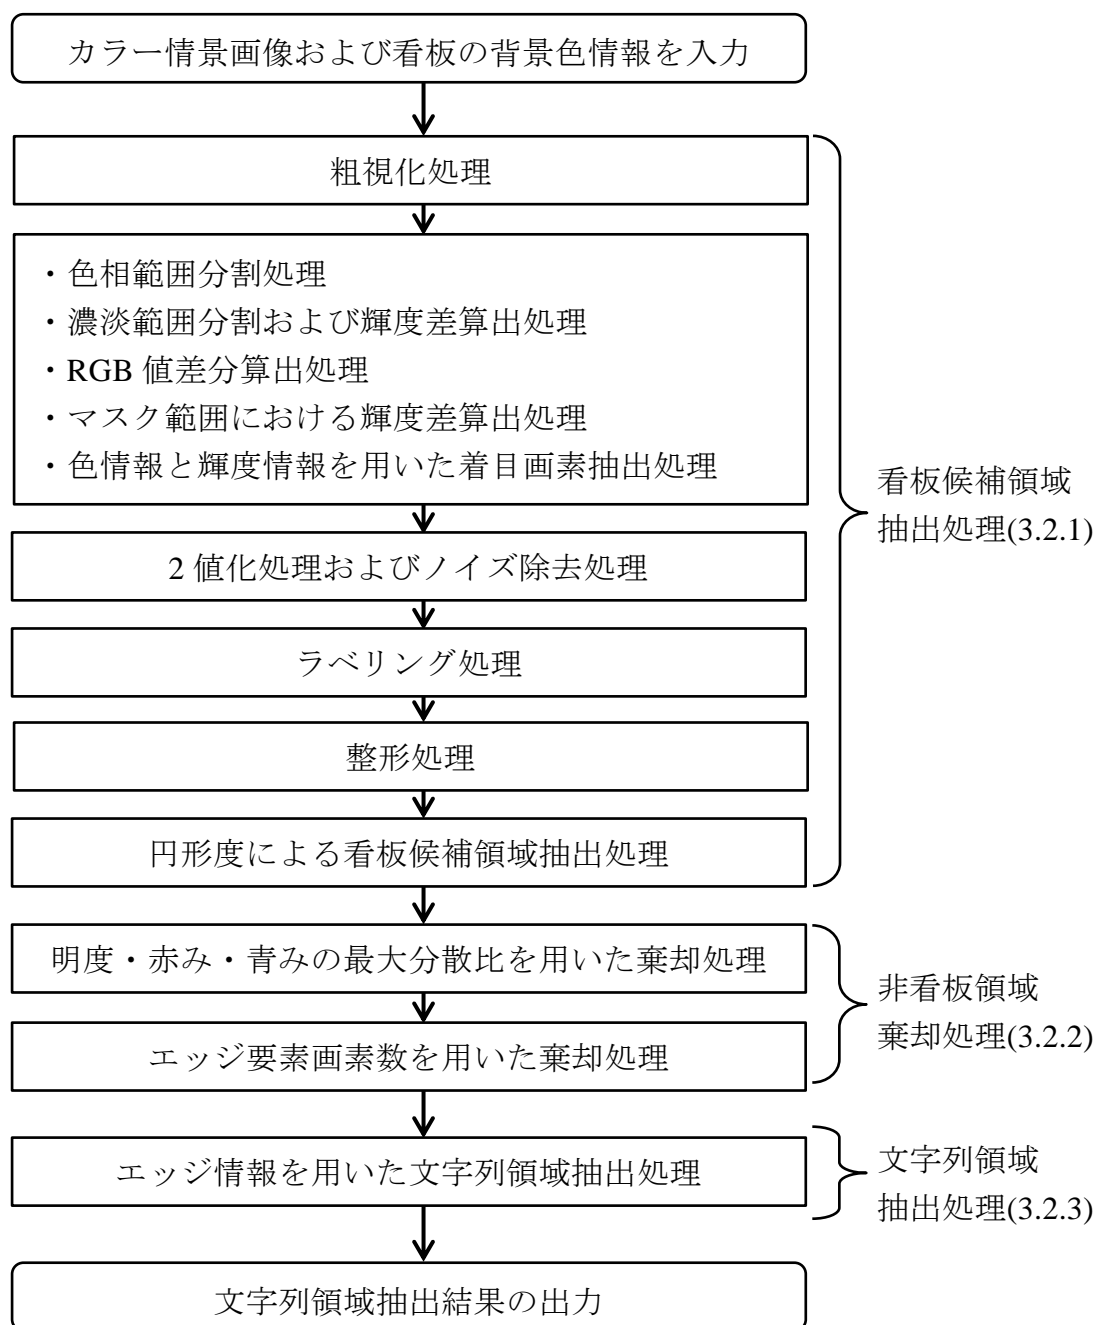 カラー情景画像および看板の背景色情報を入力
粗視化処理
・色相範囲分割処理
・濃淡範囲分割および輝度差算出処理
・RGB 値差分算出処理
・マスク範囲における輝度差算出処理
・色情報と輝度情報を用いた着目画素抽出処理
2 値化処理およびノイズ除去処理
ラベリング処理
整形処理
円形度による看板候補領域抽出処理
看板候補領域
抽出処理(3.2.1)
明度・赤み・青みの最大分散比を用いた棄却処理
エッジ要素画素数を用いた棄却処理
非看板領域
棄却処理(3.2.2)
エッジ情報を用いた文字列領域抽出処理
文字列領域
抽出処理(3.2.3)
文字列領域抽出結果の出力